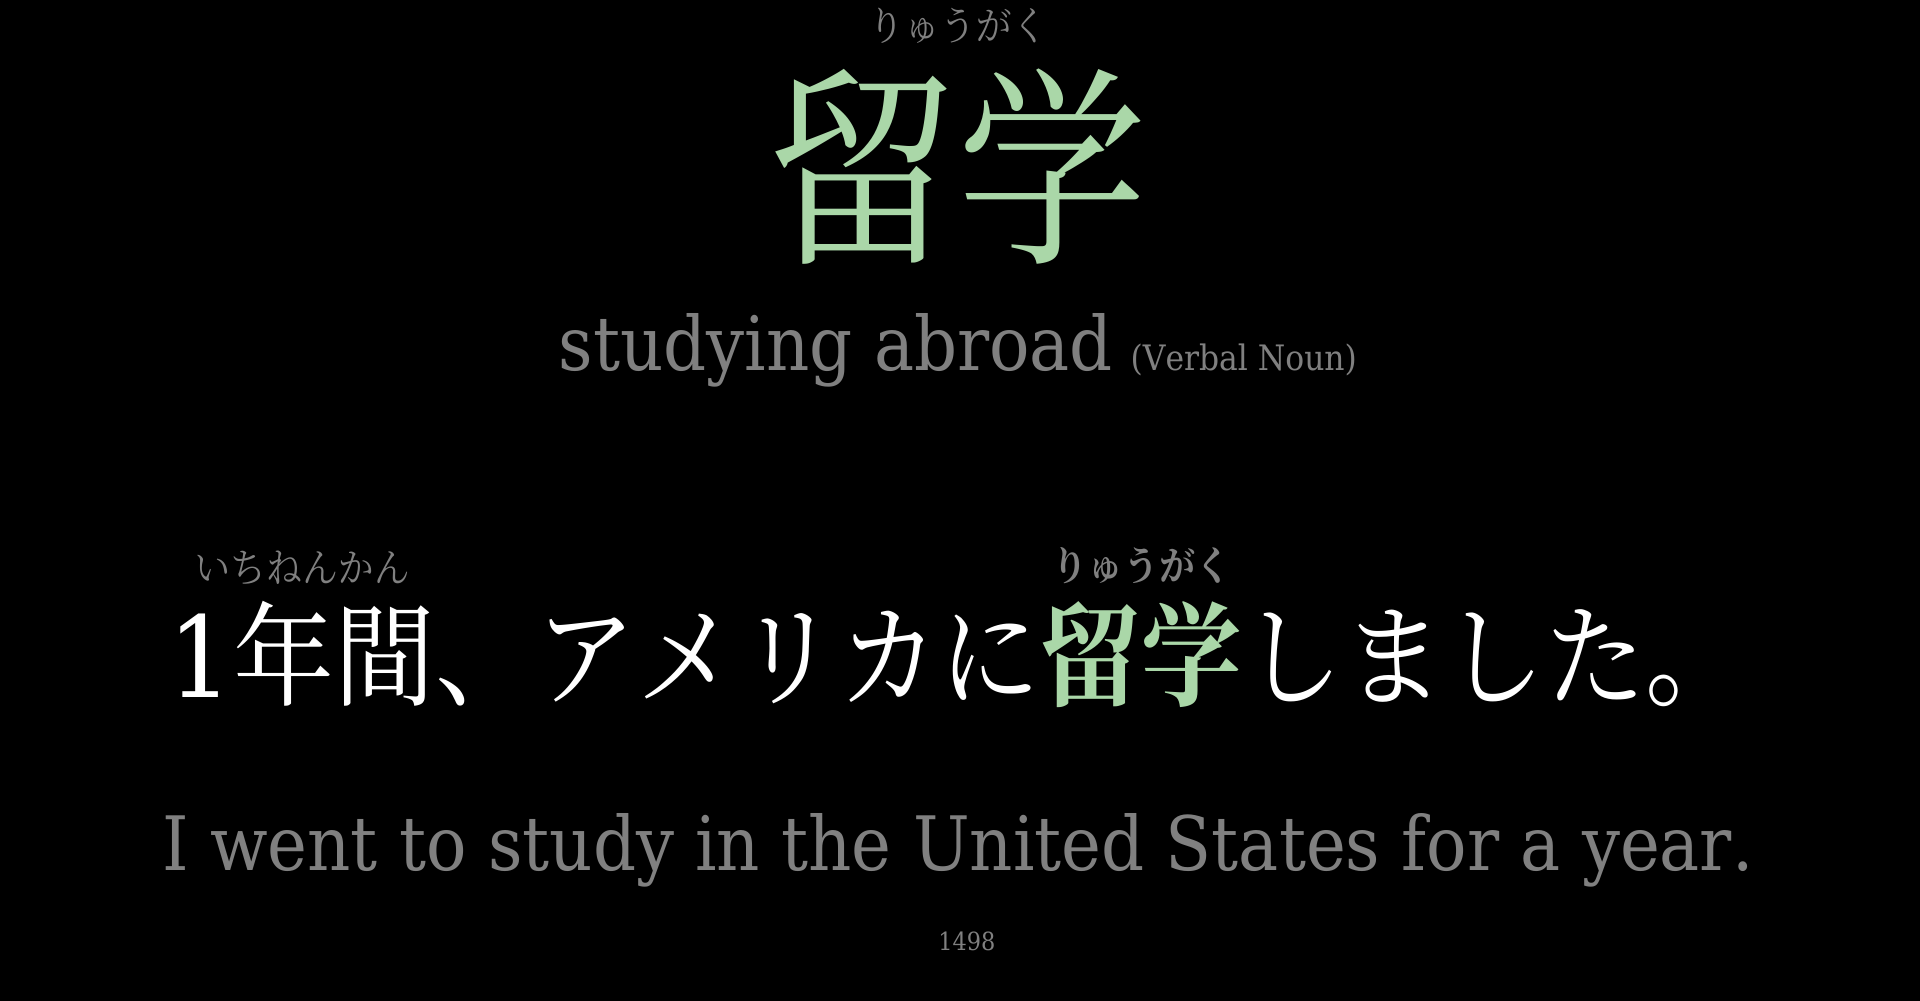 りゅうがく
留学
studying abroad (Verbal Noun)
いちねんかん りゅうがく
1年間、アメリカに留学しました。
I went to study in the United States for a year.
1498